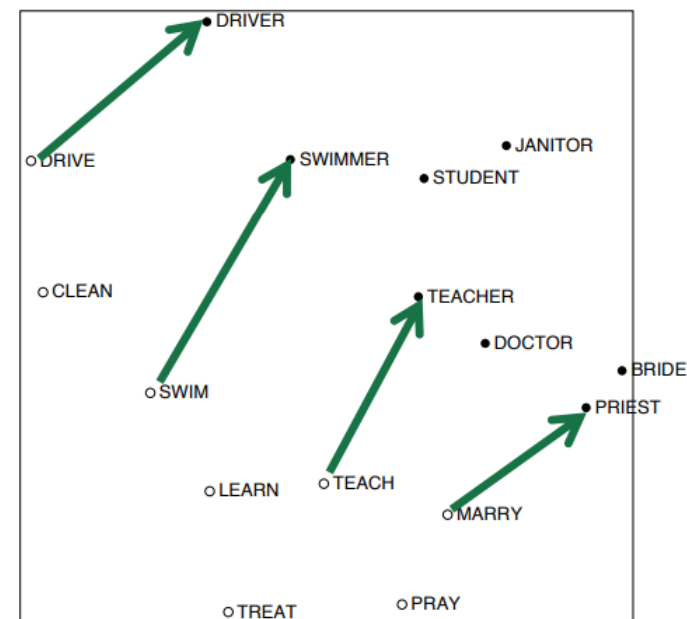 DRIVER
JANITOR
DRIVE
SWIMMER
STUDENT
CLEAN
TEACHER
DOCTOR
BRIDE
SWIM
PRIEST
LEARN
TEACH
MARRY
TREAT
PRAY